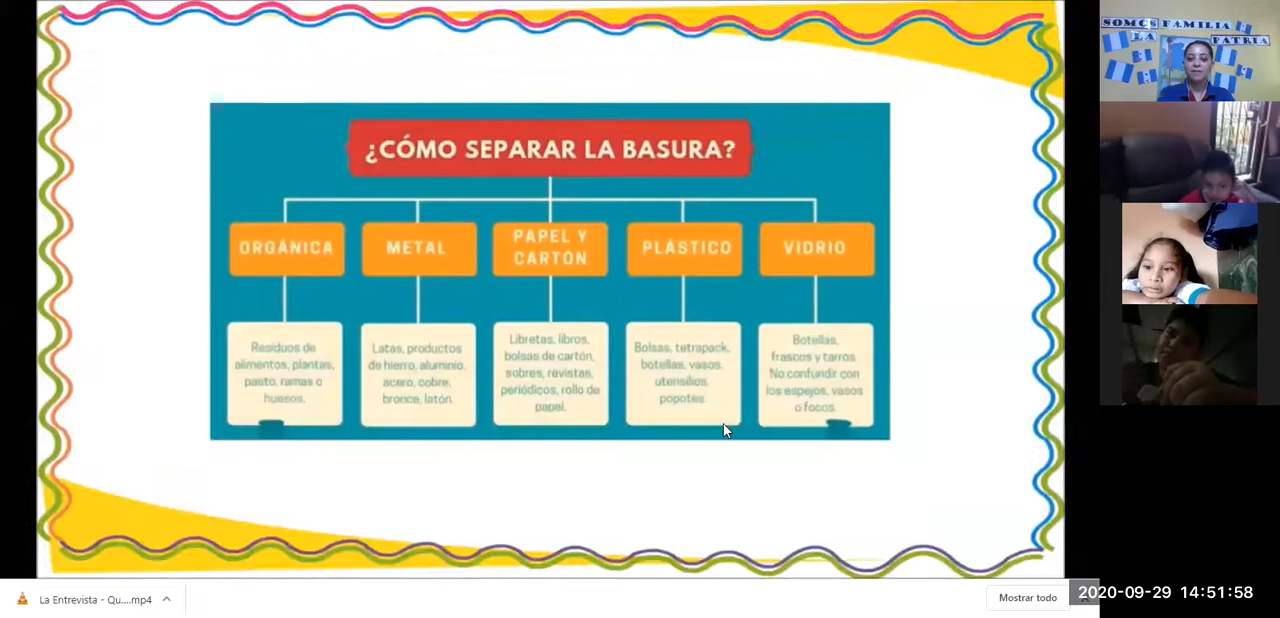 ¿CÓMO SEPARAR LA BASURA?
ORGÁNICA
METAL
PAPEL Y
CARTÓN
PLÁSTICO
VIDRIO
Residuos de
alimentos, plantas,
pasto, ramas o
huesos.
Latas, productos
de hierro, aluminio,
acero, cobre,
bronce, latón.
Libretas, libros,
bolsas de cartón,
sobres, revistas,
periódicos, rollo de
papel.
Bolsas, tetrapack,
botellas, vasos,
utensilios,
popotes.
Botellas,
frascos y tarros.
No confundir con
los espejos, vasos
o focos.
SOMOS FAMILIA
LA PATRIA
La Entrevista - Qu....mp4
Mostrar todo
2020-09-29 14:51:58